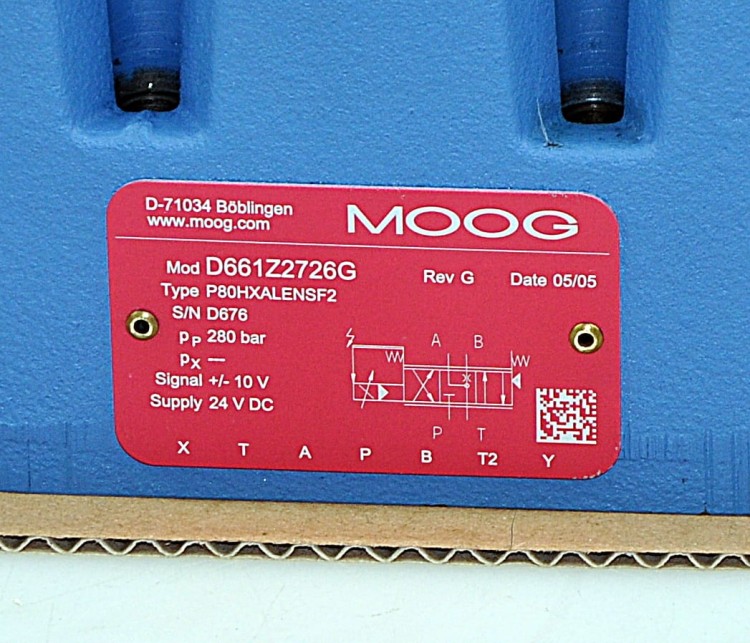 D-71034 Böblingen
www.moog.com
MOOG
Mod D661Z2726G Rev G Date 05/05
Type P80HXALENSF2
S/N D676
pP 280 bar
pX —
Signal +/- 10 V
Supply 24 V DC
A B
P T
X T A P B T2 Y